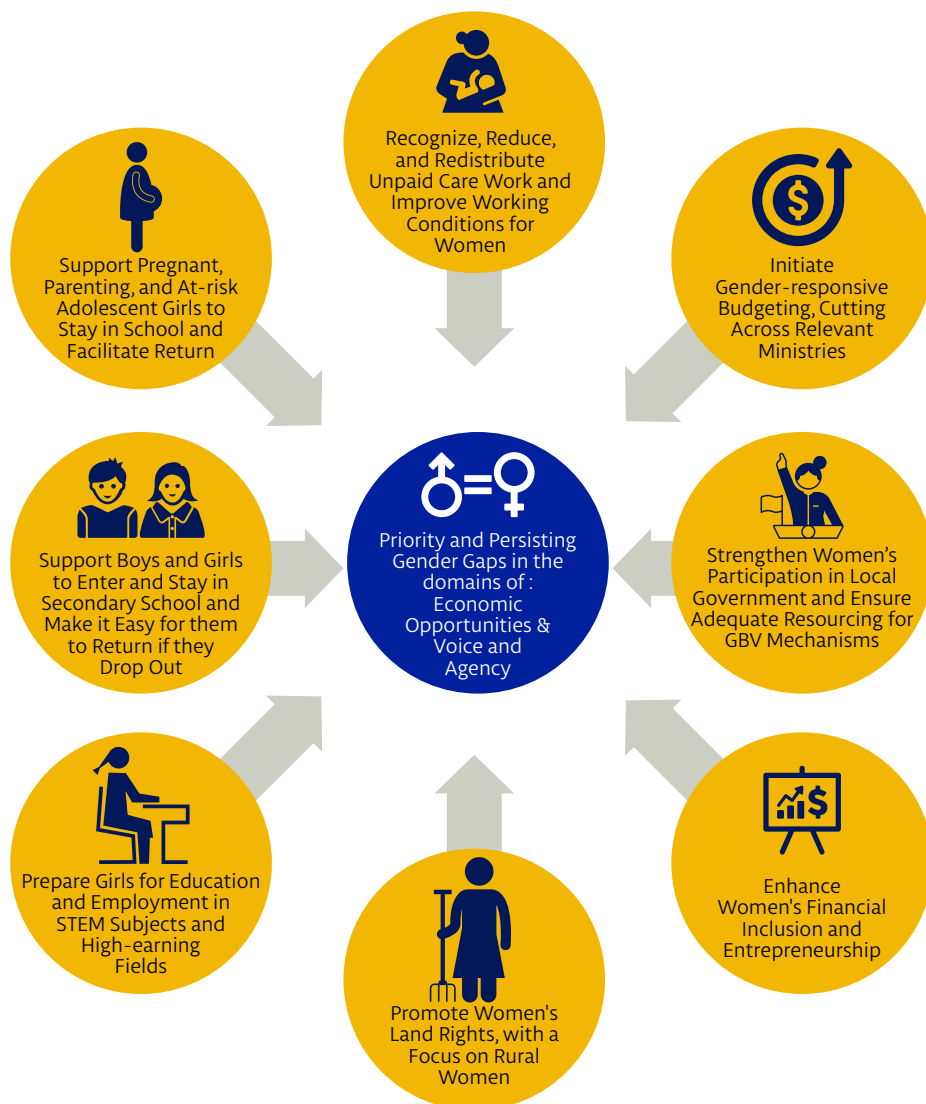 Recognize, Reduce,
and Redistribute
Unpaid Care Work and
Improve Working
Conditions for
Women
Support Pregnant,
Parenting, and At-risk
Adolescent Girls to
Stay in School and
Facilitate Return
$
Initiate
Gender-responsive
Budgeting, Cutting
Across Relevant
Ministries
Support Boys and Girls
to Enter and Stay in
Secondary School and
Make it Easy for them
to Return if they
Drop Out
=
Priority and Persisting
Gender Gaps in the
domains of :
Economic
Opportunities &
Voice and
Agency
Strengthen Women’s
Participation in Local
Government and Ensure
Adequate Resourcing for
GBV Mechanisms
Prepare Girls for Education
and Employment in
STEM Subjects and
High-earning
Fields
Promote Women's
Land Rights, with a
Focus on Rural
Women
$
Enhance
Women's Financial
Inclusion and
Entrepreneurship